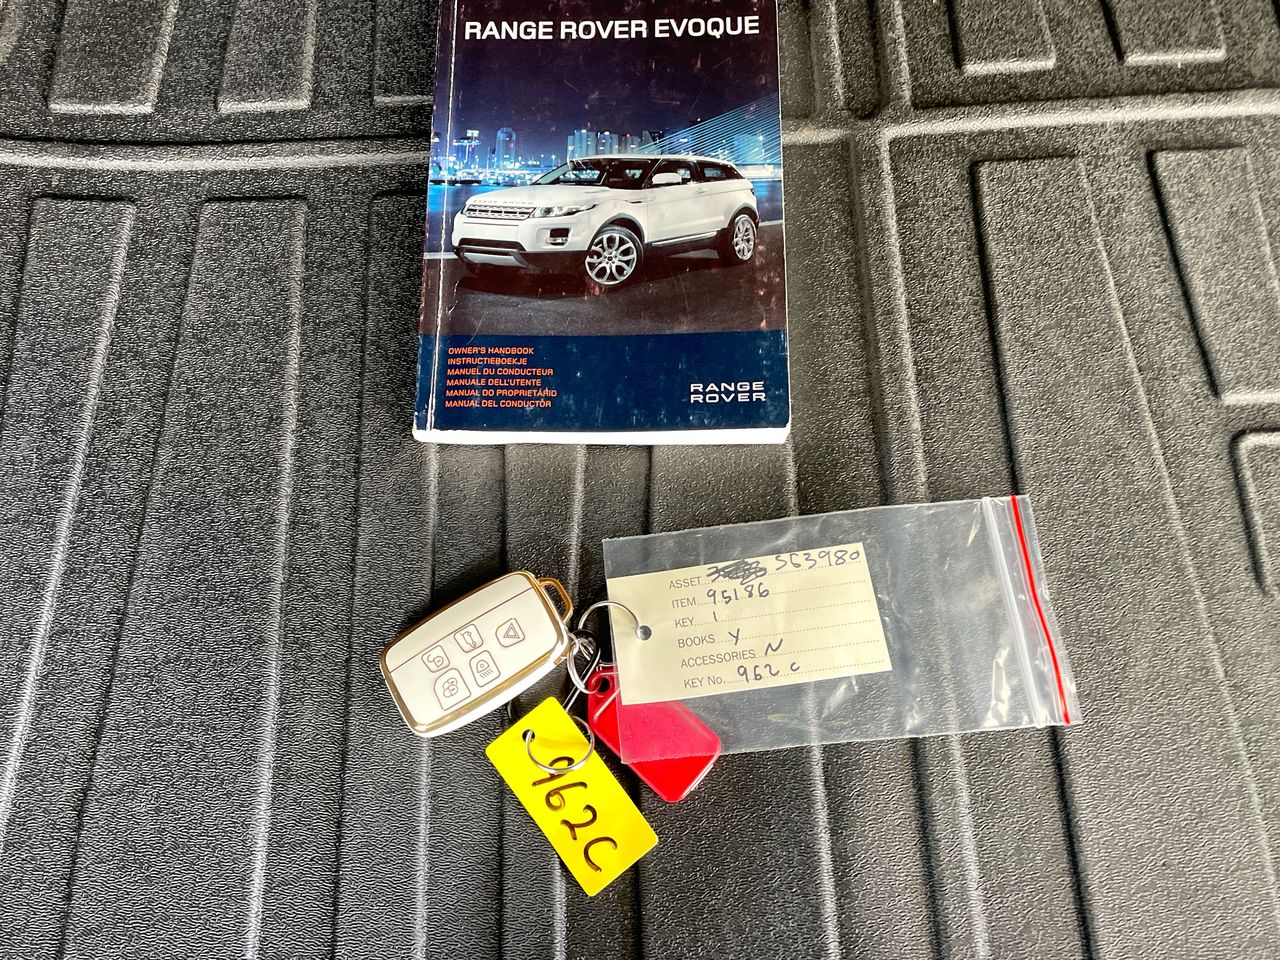 RANGE ROVER EVOQUE
OWNER'S HANDBOOK
INSTRUCTIEBOEKJE
MANUEL DU CONDUCTEUR
MANUALE DELL'UTENTE
MANUAL DO PROPRIETÁRIO
MANUAL DEL CONDUCTOR
RANGE
ROVER
ASSET 563980
ITEM 95186
KEY 1
BOOKS Y
ACCESSORIES N
KEY No. 962 c
962C